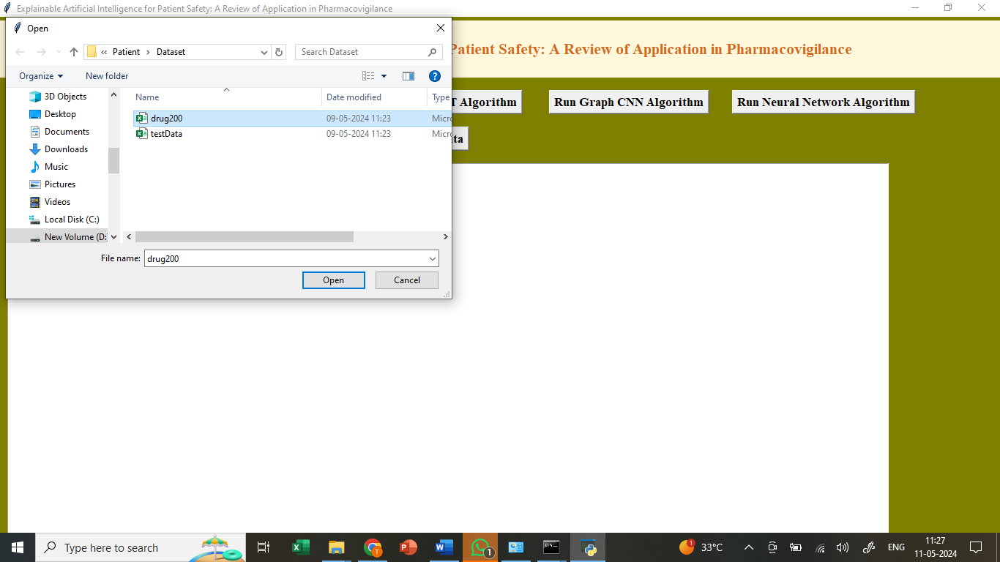 Explainable Artificial Intelligence for Patient Safety: A Review of Application in Pharmacovigilance
Open
Patient Safety: A Review of Application in Pharmacovigilance
« Patient › Dataset
Search Dataset
Organize
New folder
3D Objects
Desktop
Documents
Downloads
Music
Pictures
Videos
Local Disk (C:)
New Volume (D:
Name Date modified Type
drug200 09-05-2024 11:23 Micro
testData 09-05-2024 11:23 Micro
T Algorithm
Run Graph CNN Algorithm
Run Neural Network Algorithm
ta
File name: drug200
Open
Cancel
Type here to search
1
1
33°C
ENG
11:27
11-05-2024